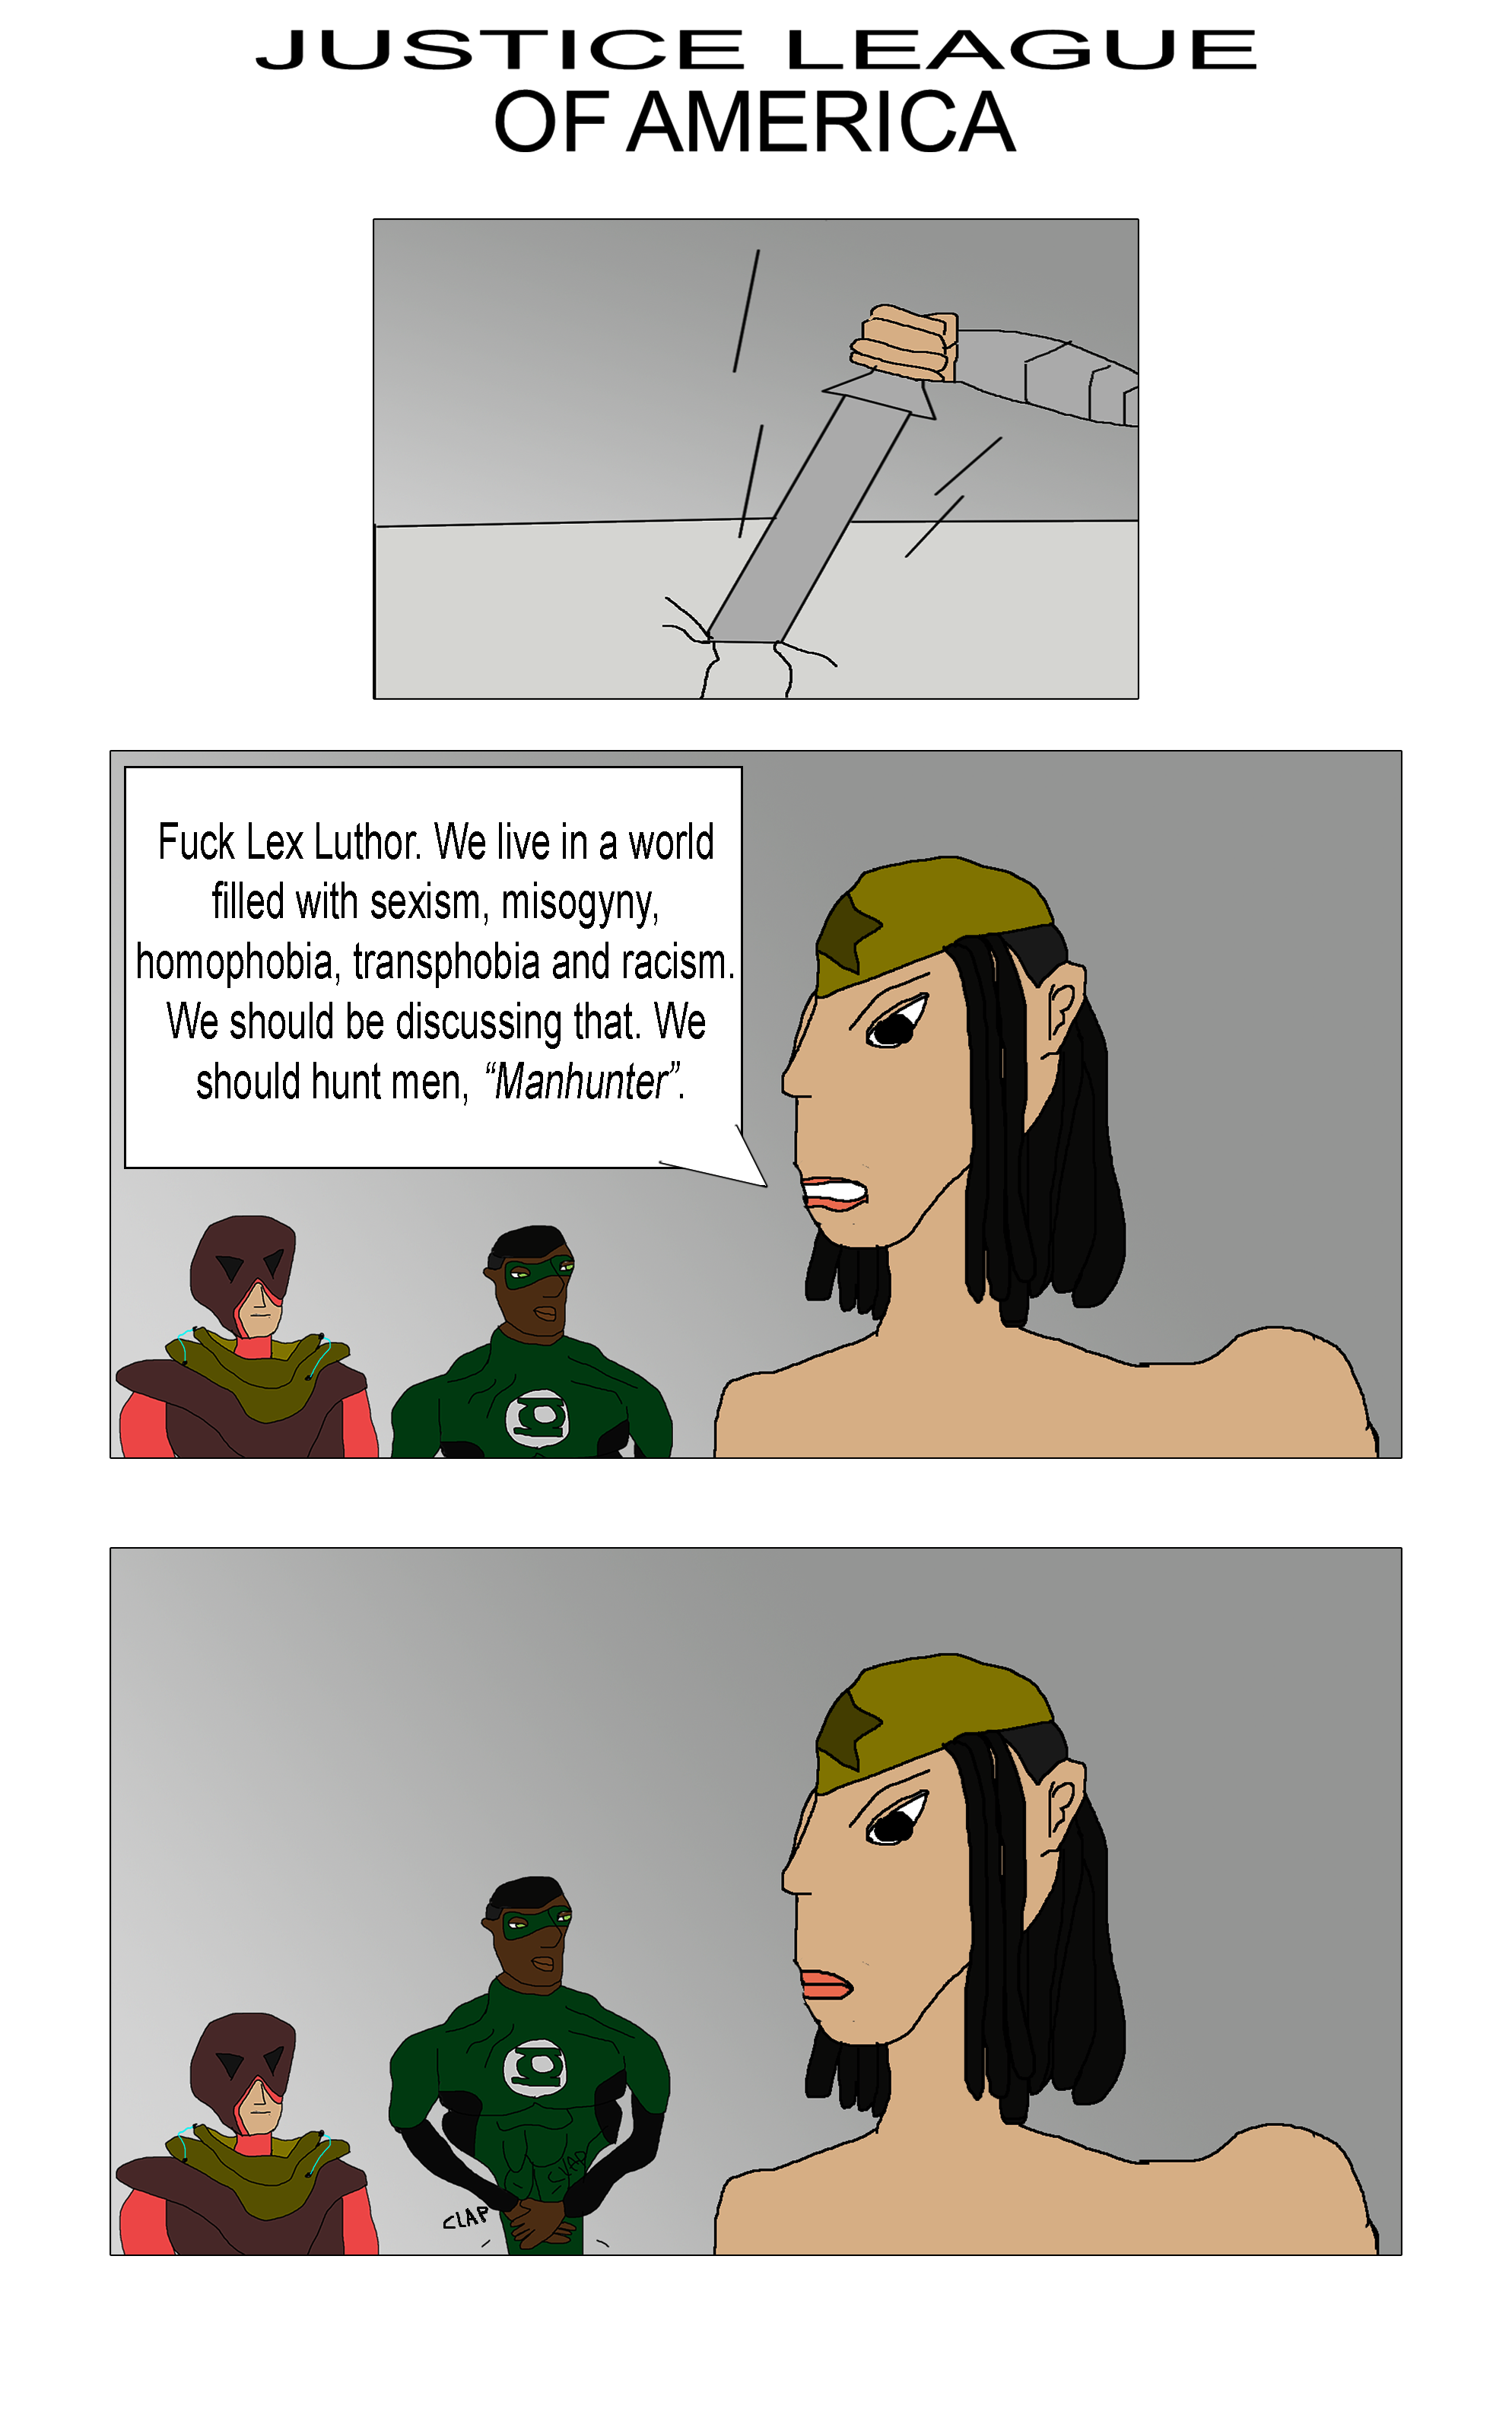 JUSTICE LEAGUE
OF AMERICA
Fuck Lex Luthor. We live in a world
filled with sexism, misogyny,
homophobia, transphobia and racism.
We should be discussing that. We
should hunt men, “Manhunter”.
CLAP
CLAP